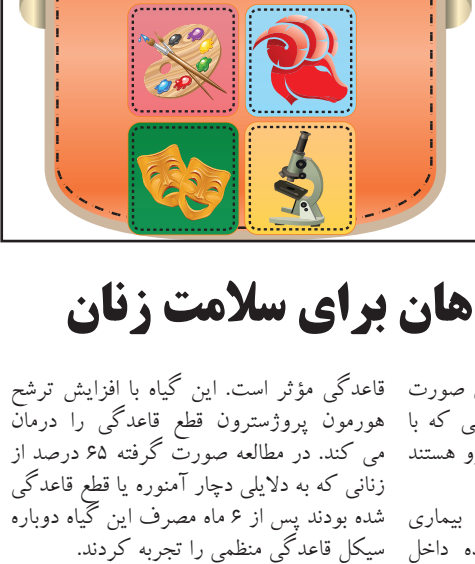 هان برای سلامت زنان
صورت
ی که با
و هستند
بیماری
ده داخل
قاعدگی مؤثر است. این گیاه با افزایش ترشح
هورمون پروژسترون قطع قاعدگی را درمان
می کند. در مطالعه صورت گرفته ۶۵ درصد از
زنانی که به دلایلی دچار آمنوره یا قطع قاعدگی
شده بودند پس از ۶ ماه مصرف این گیاه دوباره
سیکل قاعدگی منظمی را تجربه کردند.